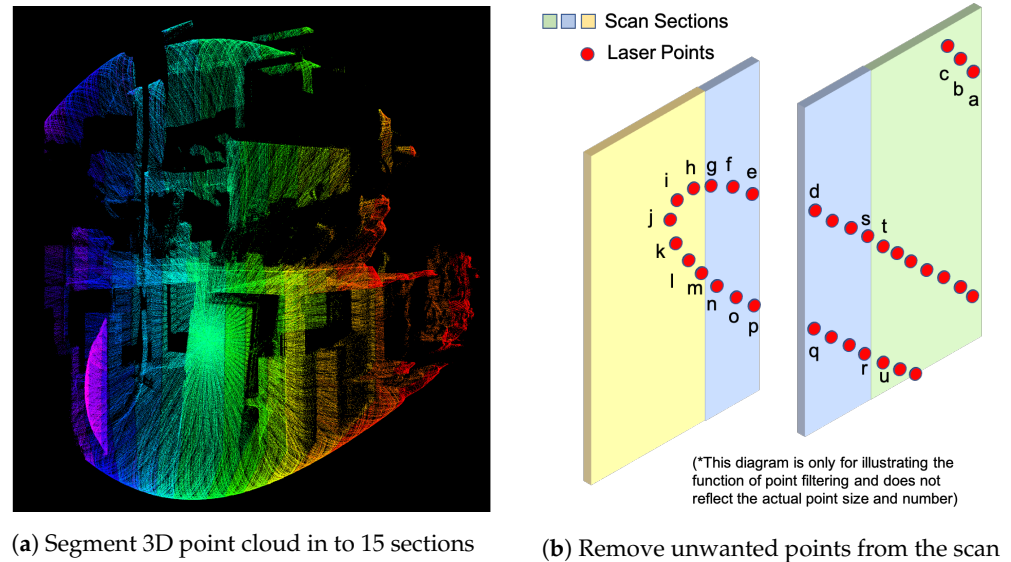 Scan Sections
Laser Points
c
b
a
h
g
f
e
i
j
k
l
m
n
o
p
d
s
t
q
r
u
(*This diagram is only for illustrating the
function of point filtering and does not
reflect the actual point size and number)
(a) Segment 3D point cloud in to 15 sections
(b) Remove unwanted points from the scan